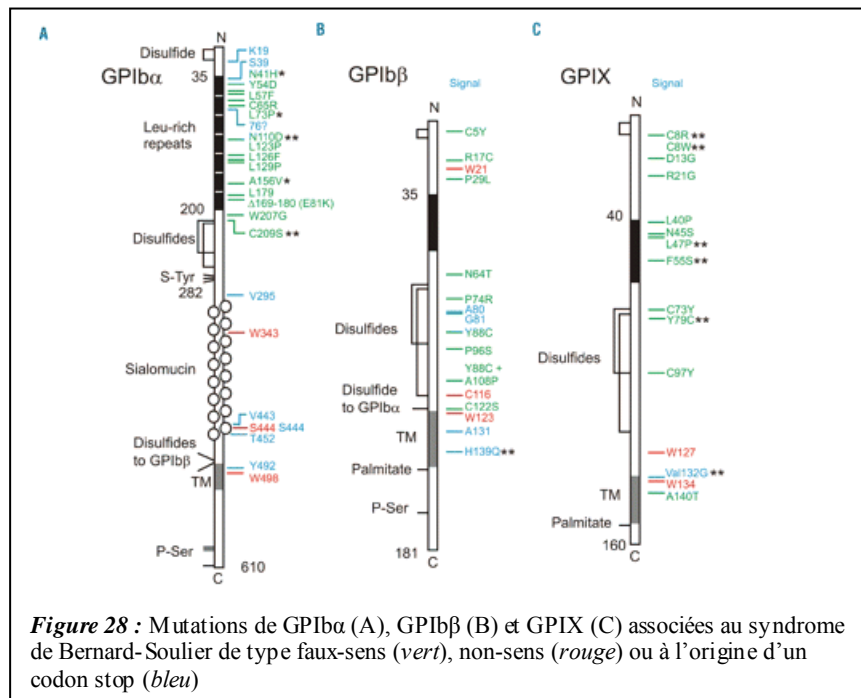 A
N
Disulfide
K19
S39
GPIbα
35
N41H*
Y54D
L57F
C65R
L73P*
76?
Leu-rich
repeats
N110D**
L123P
L126F
L129P
A156V*
L179
Δ169-180 (E81K)
200
W207G
Disulfides
C209S**
S-Tyr
282
V295
W343
Sialomucin
V443
S444 S444
T452
Disulfides
to GPIbβ
Y492
W498
TM
P-Ser
610
C
B
GPIbβ
Signal
N
C5Y
R17C
W21
P29L
35
N64T
P74R
A80
G81
Disulfides
Y88C
P96S
Y88C +
A108P
Disulfide
to GPIbα
C116
C122S
W123
TM
A131
H139Q**
Palmitate
P-Ser
181
C
C
GPIX
Signal
N
C8R**
C8W**
D13G
R21G
40
L40P
N45S
L47P**
F55S**
C73Y
Y79C**
Disulfides
C97Y
W127
Val132G**
W134
TM
A140T
Palmitate
160
C
Figure 28 : Mutations de GPIbα (A), GPIbβ (B) et GPIX (C) associées au syndrome
de Bernard-Soulier de type faux-sens (vert), non-sens (rouge) ou à l'origine d'un
codon stop (bleu)